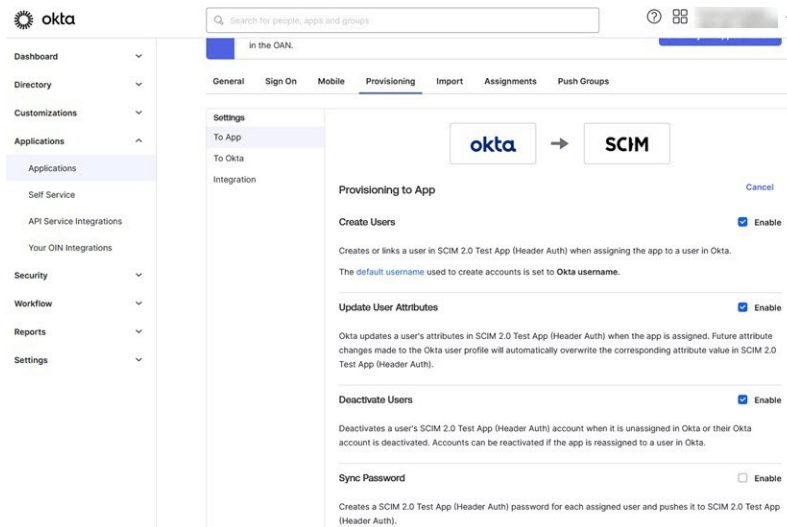 okta
Search for people, apps and groups
in the OAN.
Dashboard
Directory
Customizations
Applications
Applications
Self Service
API Service Integrations
Your OIN Integrations
Security
Workflow
Reports
Settings
General Sign On Mobile Provisioning Import Assignments Push Groups
Settings
To App
To Okta
Integration
okta → SCIM
Provisioning to App Cancel
Create Users Enable
Creates or links a user in SCIM 2.0 Test App (Header Auth) when assigning the app to a user in Okta.
The default username used to create accounts is set to Okta username.
Update User Attributes Enable
Okta updates a user's attributes in SCIM 2.0 Test App (Header Auth) when the app is assigned. Future attribute
changes made to the Okta user profile will automatically overwrite the corresponding attribute value in SCIM 2.0
Test App (Header Auth).
Deactivate Users Enable
Deactivates a user's SCIM 2.0 Test App (Header Auth) account when it is unassigned in Okta or their Okta
account is deactivated. Accounts can be reactivated if the app is reassigned to a user in Okta.
Sync Password Enable
Creates a SCIM 2.0 Test App (Header Auth) password for each assigned user and pushes it to SCIM 2.0 Test App
(Header Auth).